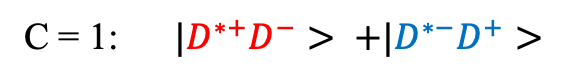 C = 1: |D*⁺D⁻ > +|D*⁻D⁺ >